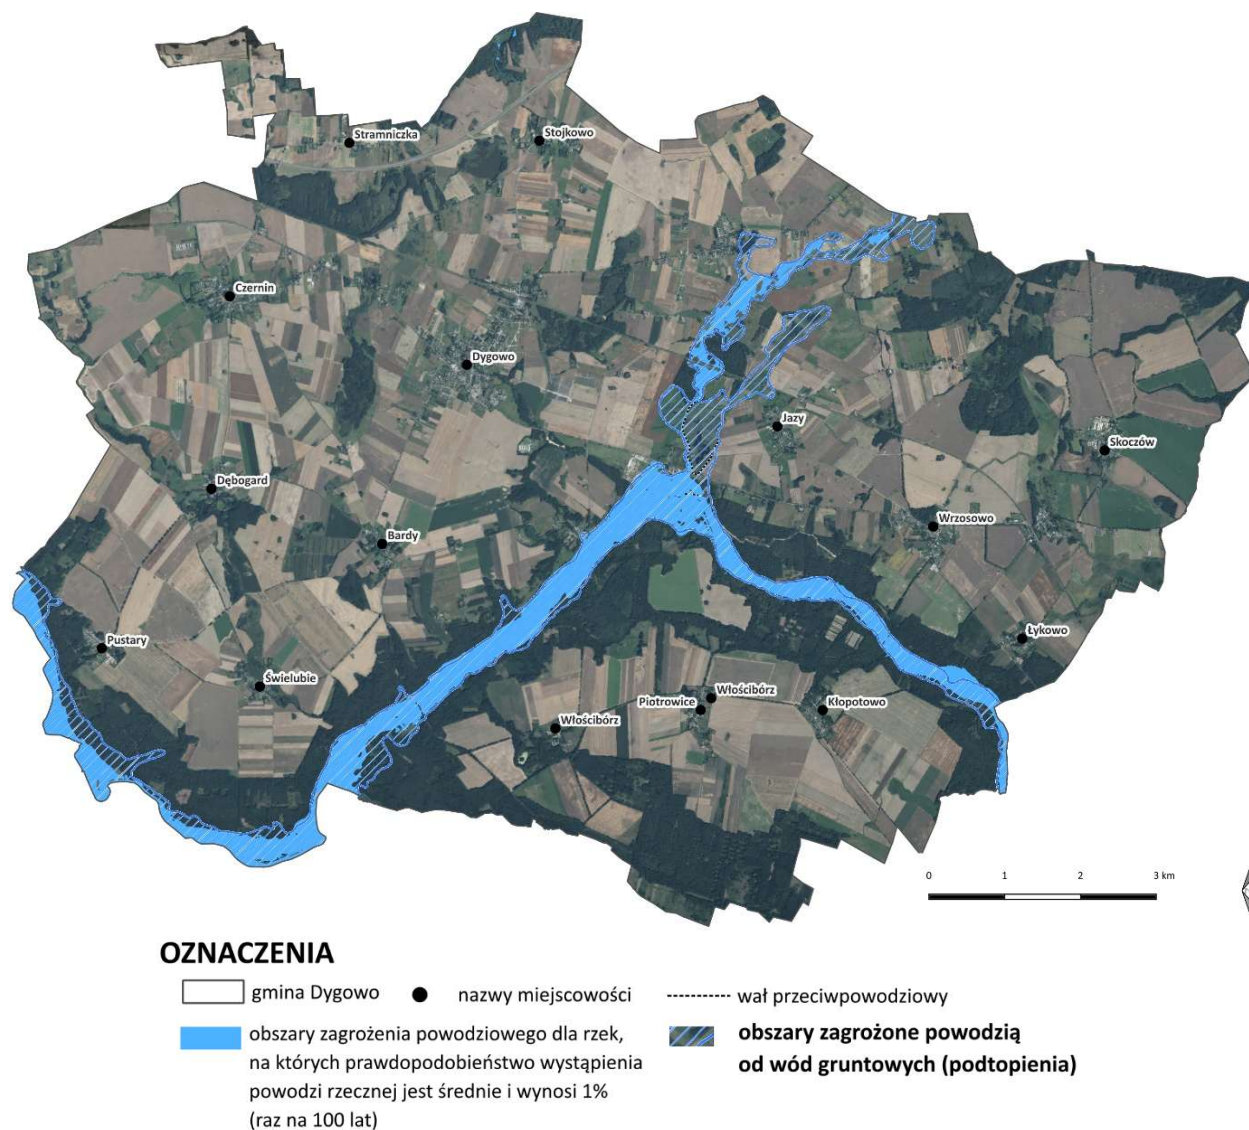 Stramniczka
Stojkowo
Czernin
Dygowo
Jazy
Skoczów
Dębogard
Wrzosowo
Bardy
Pustary
Łykowo
Świelubie
Włościbórz
Piotrowice
Kłopotowo
Włościbórz
0 1 2 3 km
OZNACZENIA
gmina Dygowo
nazwy miejscowości
wał przeciwpowodziowy
obszary zagrożenia powodziowego dla rzek,
na których prawdopodobieństwo wystąpienia
powodzi rzecznej jest średnie i wynosi 1%
(raz na 100 lat)
obszary zagrożone powodzią
od wód gruntowych (podtopienia)